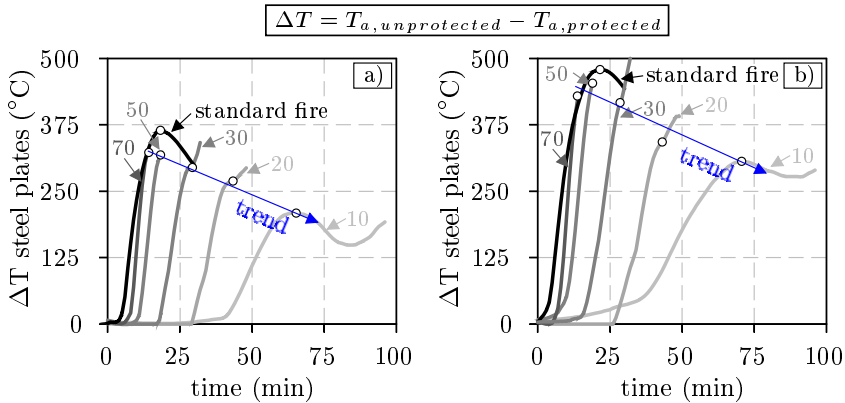 ΔT = T_{a,unprotected} − T_{a,protected}
500
375
250
125
0
ΔT steel plates (°C)
a)
50
standard fire
70
30
20
trend
10
0
25
50
75
100
time (min)
500
375
250
125
0
ΔT steel plates (°C)
50
standard fire
b)
30
20
70
trend
10
0
25
50
75
100
time (min)